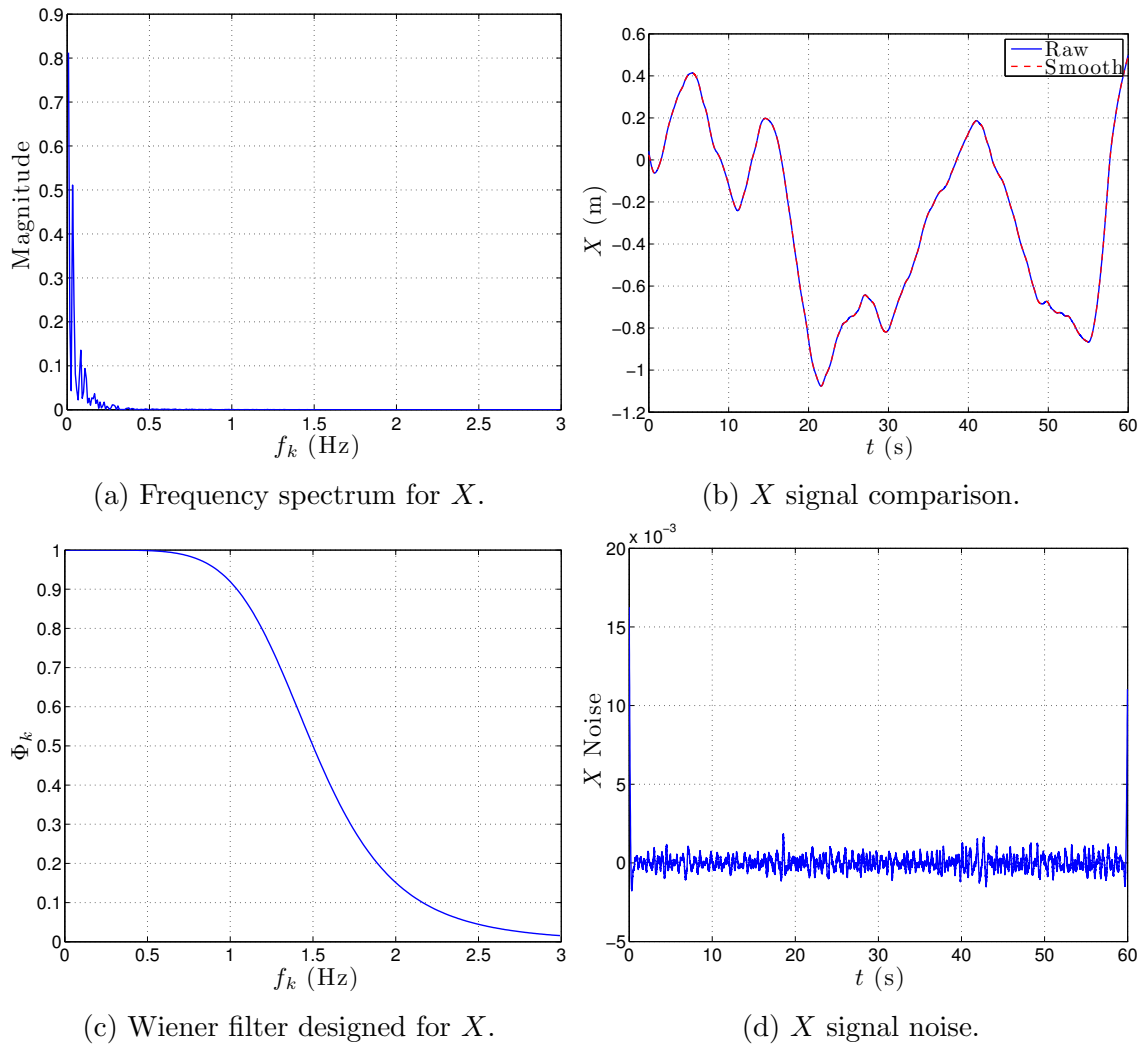 0.9
0.8
0.7
0.6
0.5
0.4
0.3
0.2
0.1
0
0 0.5 1 1.5 2 2.5 3
Magnitude
f_k (Hz)
(a) Frequency spectrum for X.
0.6
0.4
0.2
0
−0.2
−0.4
−0.6
−0.8
−1
−1.2
0 10 20 30 40 50 60
X (m)
t (s)
Raw
Smooth
(b) X signal comparison.
1
0.9
0.8
0.7
0.6
0.5
0.4
0.3
0.2
0.1
0
0 0.5 1 1.5 2 2.5 3
Φ_k
f_k (Hz)
(c) Wiener filter designed for X.
x 10⁻³
20
15
10
5
0
−5
0 10 20 30 40 50 60
X Noise
t (s)
(d) X signal noise.